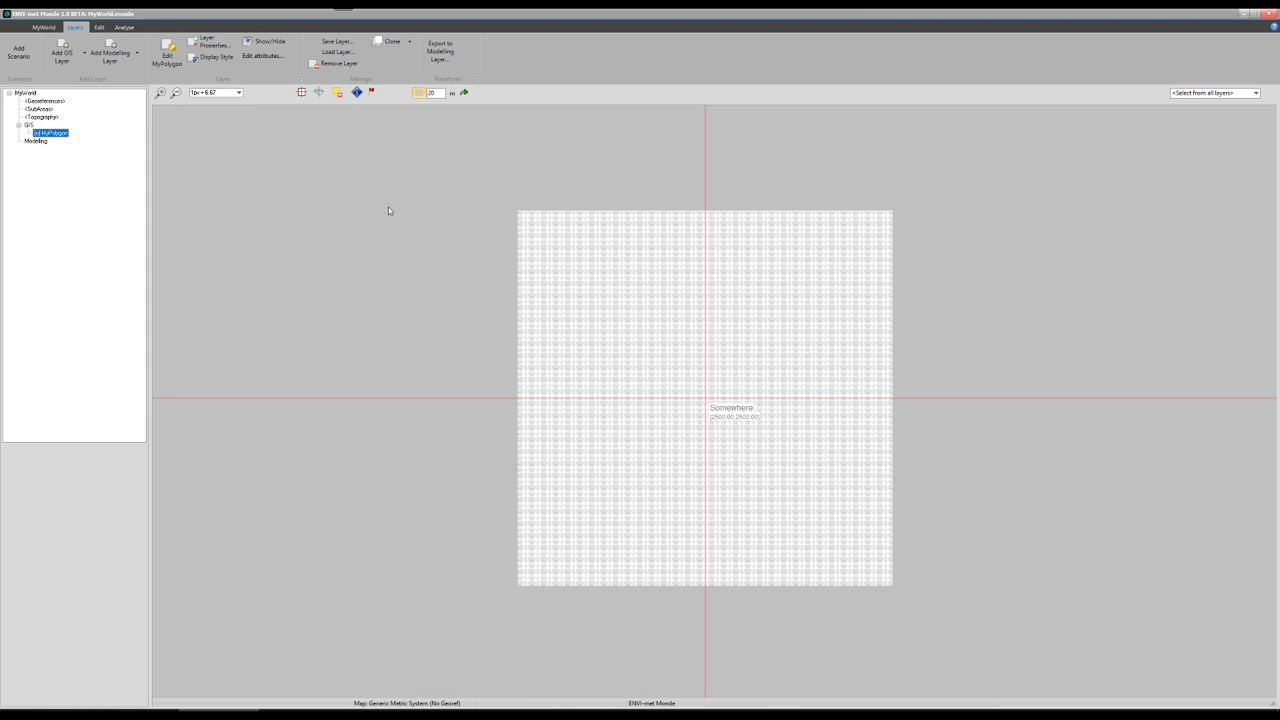 ENVI-met Monde 1.0 BETA: MyWorld.monde
MyWorld Layers Edit Analyse
Add Scenario
Scenarios
Add GIS Layer
Add Modelling Layer
Add Layer
Edit MyPolygon
Layer Properties...
Display Style
Show/Hide
Edit attributes...
Layer
Save Layer...
Load Layer...
Remove Layer
Clone
Manage
Export to Modelling Layer...
Transform
1px = 6.67
20 m
<Select from all layers>
MyWorld
<Georeferences>
<SubAreas>
<Topography>
GIS
[o] MyPolygon
Modelling
Somewhere
[2500.00,2500.00]
Map: Generic Metric System (No Georef)
ENVI-met Monde